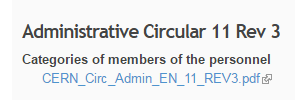 Administrative Circular 11 Rev 3
Categories of members of the personnel
CERN_Circ_Admin_EN_11_REV3.pdf